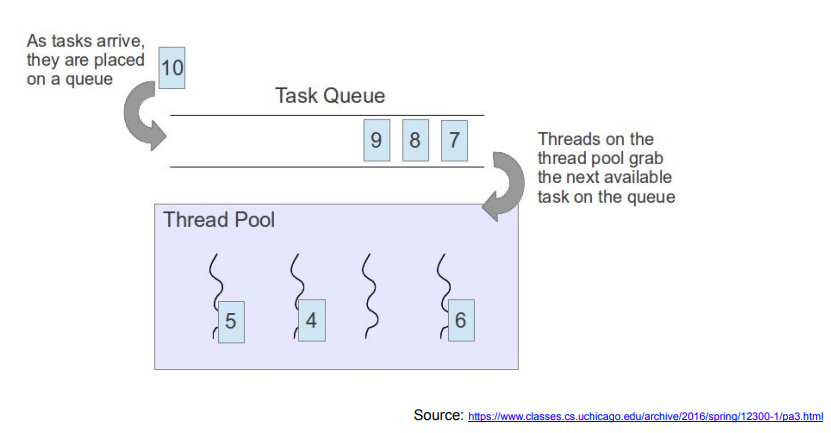 As tasks arrive,
they are placed
on a queue
10
Task Queue
9 8 7
Threads on the
thread pool grab
the next available
task on the queue
Thread Pool
5 4 6
Source: https://www.classes.cs.uchicago.edu/archive/2016/spring/12300-1/pa3.html